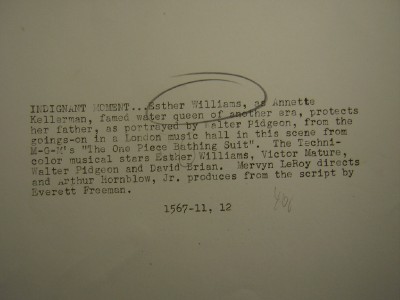 INDIGNANT MOMENT...Esther Williams, as Annette
Kellerman, famed water queen of another era, protects
her father, as portrayed by Walter Pidgeon, from the
goings-on in a London music hall in this scene from
M-G-M's "The One Piece Bathing Suit". The Techni-
color musical stars Esther Williams, Victor Mature,
Walter Pidgeon and David Brian. Mervyn LeRoy directs
and Arthur Hornblow, Jr. produces from the script by
Everett Freeman.
1567-11, 12